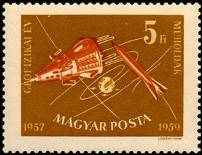 GEOFIZIKAI ÉV
MŰHOLDAK
5 Ft
1957
1959
MAGYAR POSTA